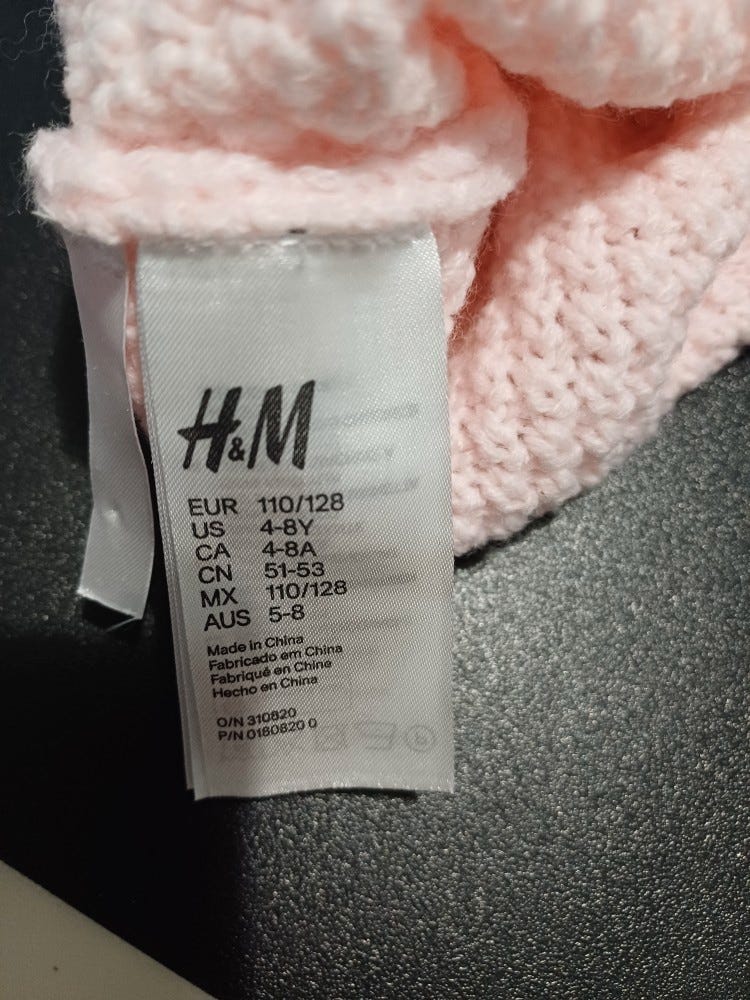 H&M
EUR 110/128
US 4-8Y
CA 4-8A
CN 51-53
MX 110/128
AUS 5-8
Made in China
Fabricado em China
Fabriqué en Chine
Hecho en China
O/N 310820
P/N 0180820 0